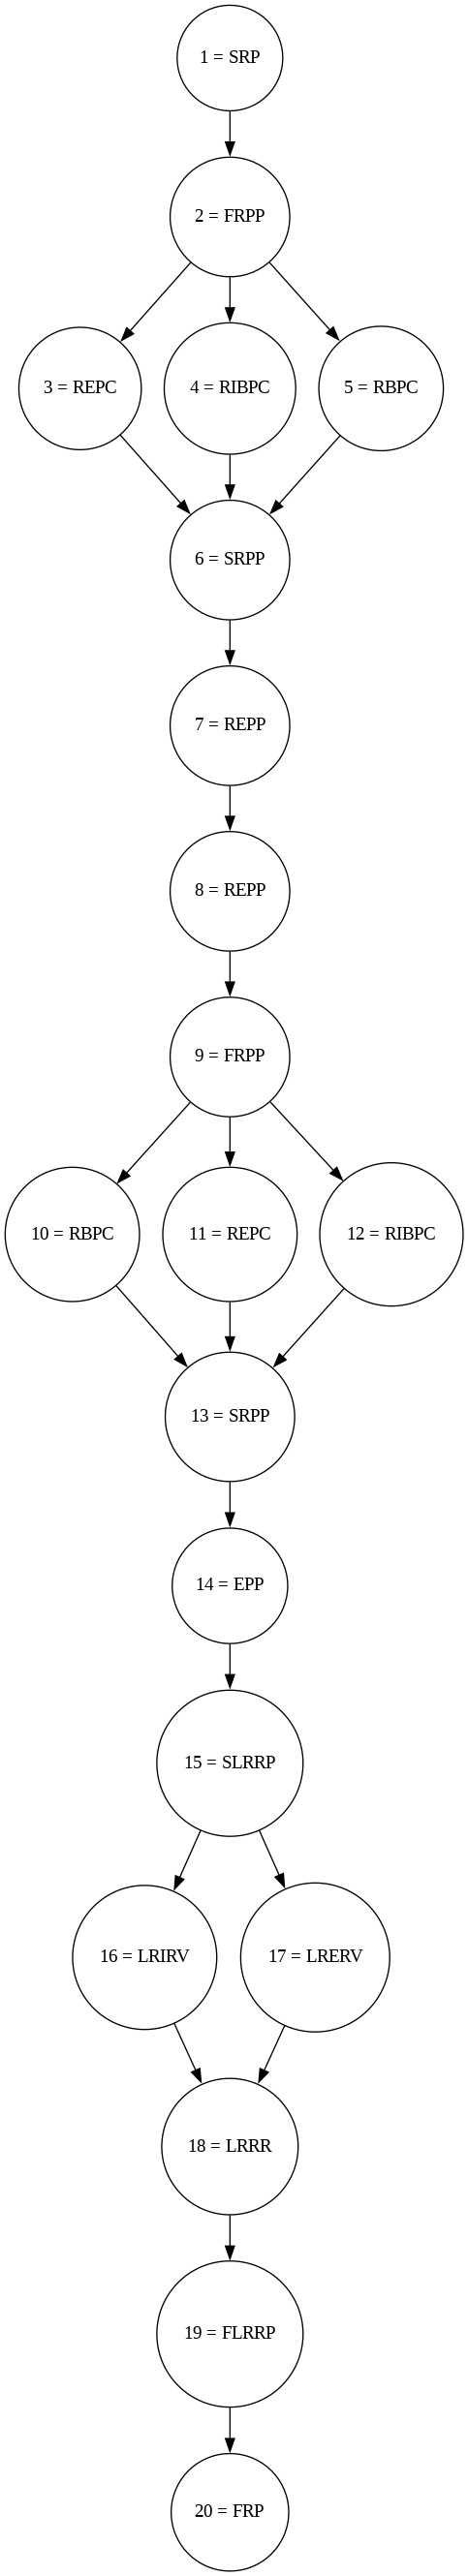 1 = SRP
2 = FRPP
3 = REPC
4 = RIBPC
5 = RBPC
6 = SRPP
7 = REPP
8 = REPP
9 = FRPP
10 = RBPC
11 = REPC
12 = RIBPC
13 = SRPP
14 = EPP
15 = SLRRP
16 = LRIRV
17 = LRERV
18 = LRRR
19 = FLRRP
20 = FRP